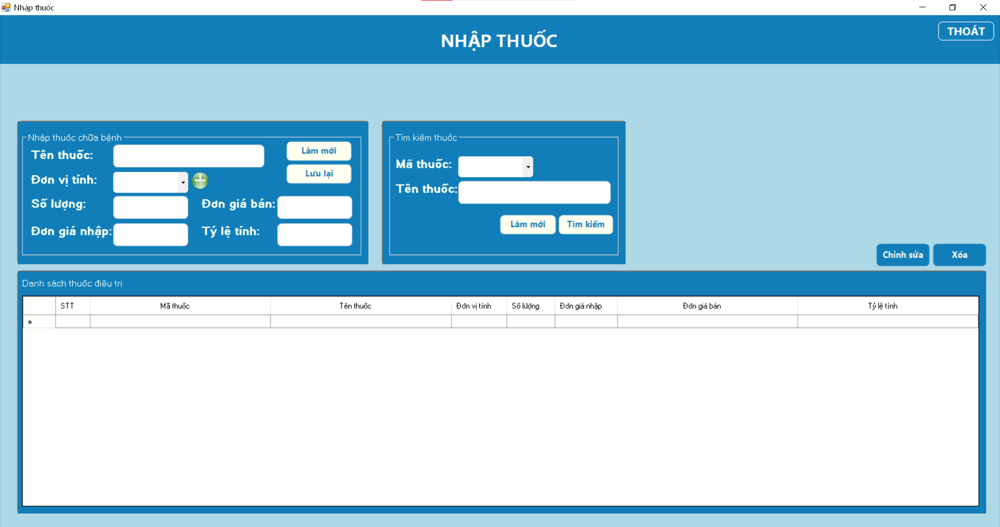 Nhập thuốc
NHẬP THUỐC
THOÁT
Nhập thuốc chữa bệnh
Tên thuốc:
Làm mới
Lưu lại
Đơn vị tính:
Số lượng:
Đơn giá bán:
Đơn giá nhập:
Tý lệ tính:
Tìm kiếm thuốc
Mã thuốc:
Tên thuốc:
Làm mới
Tìm kiếm
Chỉnh sửa
Xóa
Danh sách thuốc điều trị
STT Mã thuốc Tên thuốc Đơn vị tính Số lượng Đơn giá nhập Đơn giá bán Tỷ lệ tính